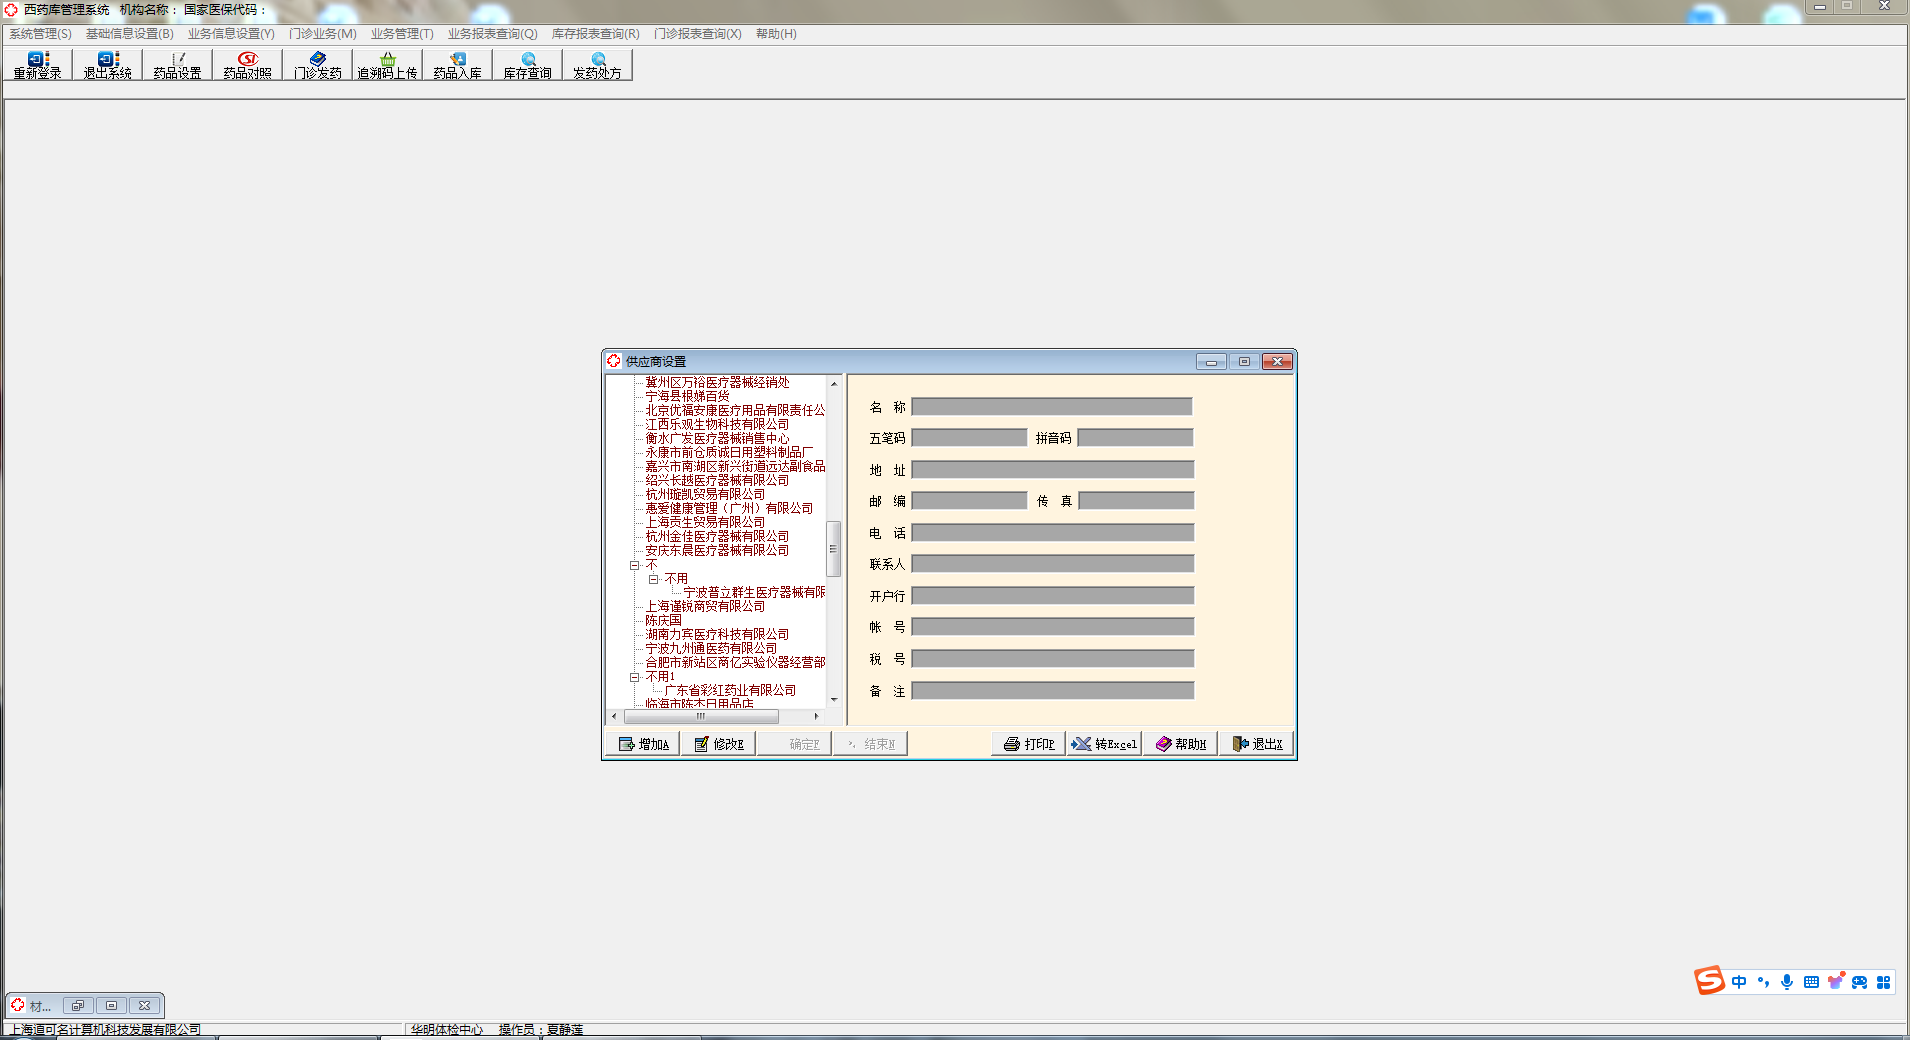 西药库管理系统 机构名称： 国家医保代码：
系统管理(S) 基础信息设置(B) 业务信息设置(Y) 门诊业务(M) 业务管理(T) 业务报表查询(Q) 库存报表查询(R) 门诊报表查询(X) 帮助(H)
重新登录 退出系统 药品设置 药品对照 门诊发药 追溯码上传 药品入库 库存查询 发药处方
供应商设置
冀州区万裕医疗器械经销处
宁海县根娣百货
北京优福安康医疗用品有限责任公
江西乐观生物科技有限公司
衡水广发医疗器械销售中心
永康市前仓质诚日用塑料制品厂
嘉兴市南湖区新兴街道远达副食品
绍兴长越医疗器械有限公司
杭州璇凯贸易有限公司
惠爱健康管理（广州）有限公司
上海贡生贸易有限公司
杭州金佳医疗器械有限公司
安庆东晨医疗器械有限公司
不
不用
宁波普立群生医疗器械有限
上海谨锐商贸有限公司
陈庆国
湖南力宾医疗科技有限公司
宁波九州通医药有限公司
合肥市新站区商亿实验仪器经营部
不用1
广东省彩红药业有限公司
临海市陈杰日用品店
名 称
五笔码 拼音码
地 址
邮 编 传 真
电 话
联系人
开户行
帐 号
税 号
备 注
增加A 修改E 确定E 结束N 打印P 转Excel 帮助H 退出X
中
材...
上海道可名计算机科技发展有限公司 华明体检中心 操作员：夏静莲